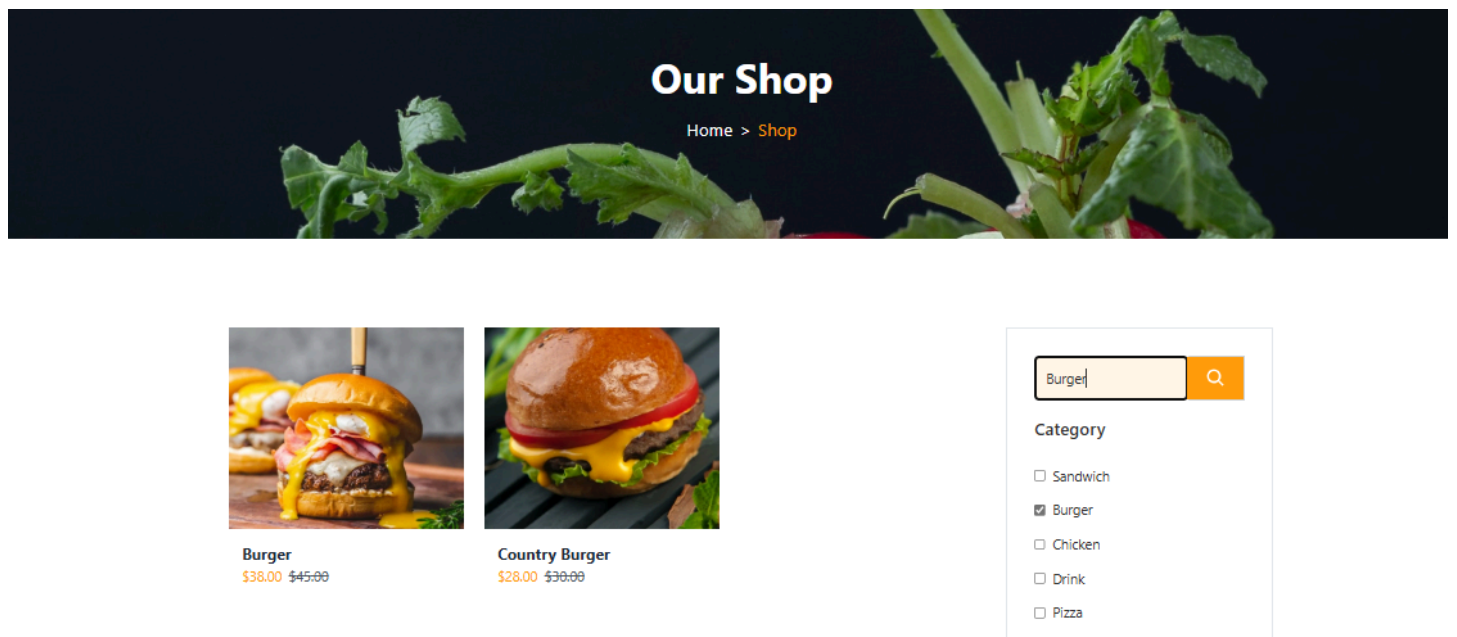 Our Shop
Home > Shop
Burger
$38.00 $45.00
Country Burger
$28.00 $30.00
Burger
Category
Sandwich
Burger
Chicken
Drink
Pizza